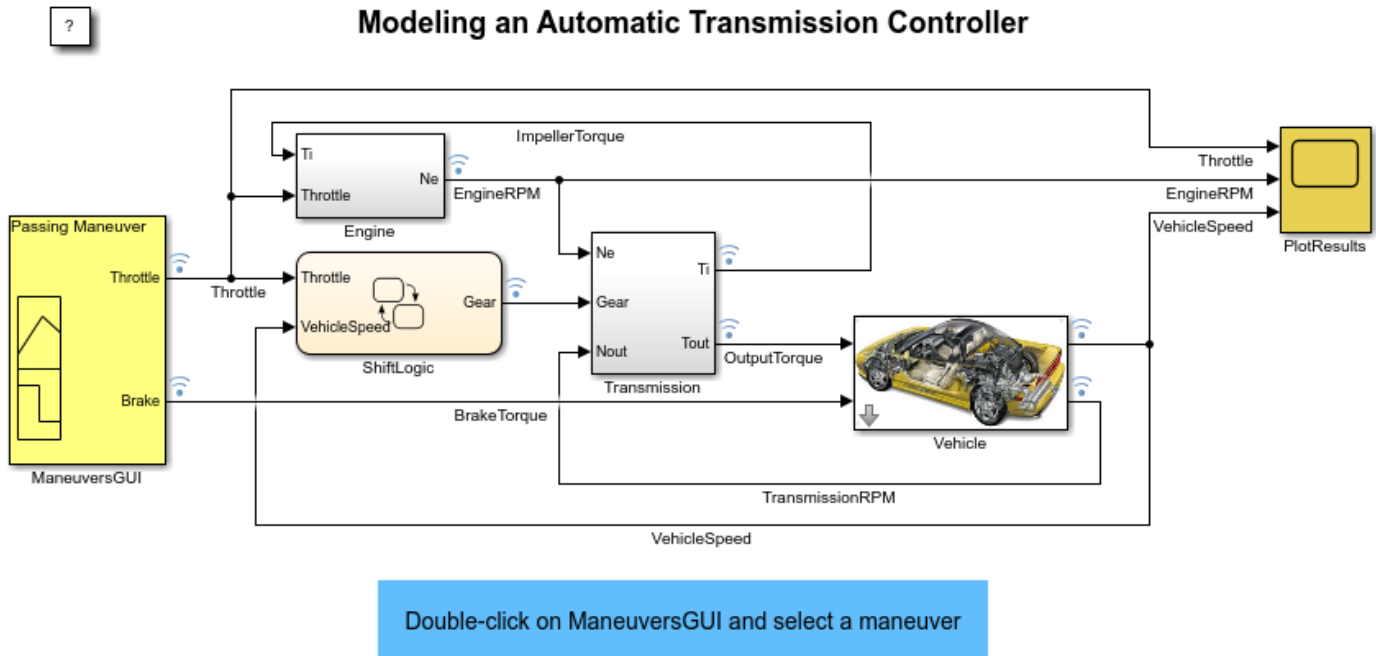 ?
Modeling an Automatic Transmission Controller
ImpellerTorque
Ti
Throttle
Ne
EngineRPM
Engine
Throttle
EngineRPM
VehicleSpeed
PlotResults
Passing Maneuver
Throttle
Brake
ManeuversGUI
Throttle
Throttle
VehicleSpeed
Gear
ShiftLogic
Ne
Gear
Nout
Ti
Tout
Transmission
OutputTorque
BrakeTorque
Vehicle
TransmissionRPM
VehicleSpeed
Double-click on ManeuversGUI and select a maneuver